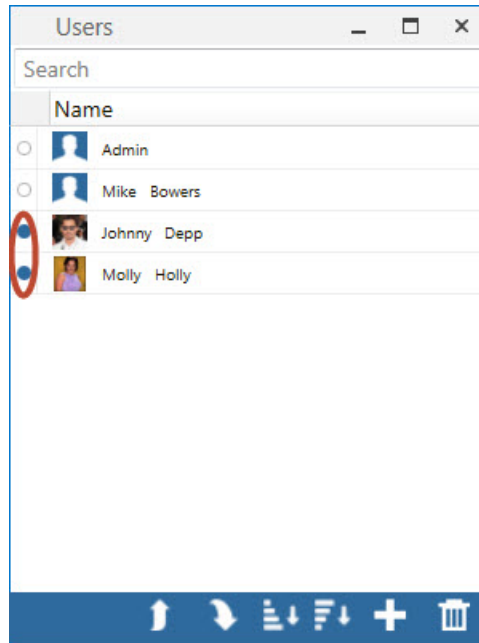 Users
Search
Name
Admin
Mike Bowers
Johnny Depp
Molly Holly